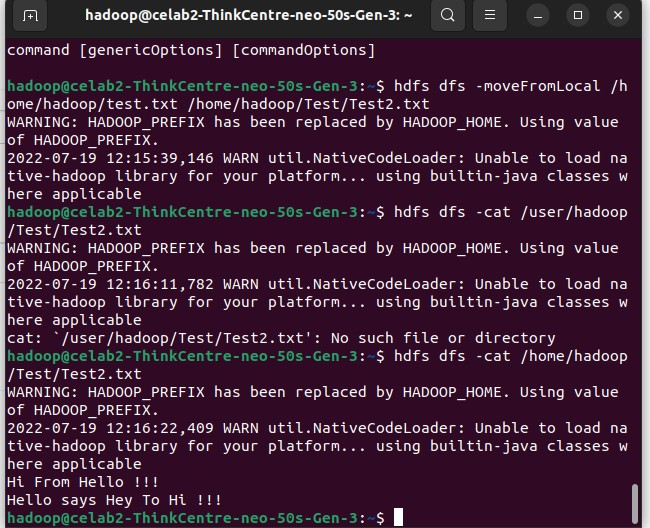 hadoop@celab2-ThinkCentre-neo-50s-Gen-3: ~
command [genericOptions] [commandOptions]
hadoop@celab2-ThinkCentre-neo-50s-Gen-3:~$ hdfs dfs -moveFromLocal /h
ome/hadoop/test.txt /home/hadoop/Test/Test2.txt
WARNING: HADOOP_PREFIX has been replaced by HADOOP_HOME. Using value
of HADOOP_PREFIX.
2022-07-19 12:15:39,146 WARN util.NativeCodeLoader: Unable to load na
tive-hadoop library for your platform... using builtin-java classes w
here applicable
hadoop@celab2-ThinkCentre-neo-50s-Gen-3:~$ hdfs dfs -cat /user/hadoop
/Test/Test2.txt
WARNING: HADOOP_PREFIX has been replaced by HADOOP_HOME. Using value
of HADOOP_PREFIX.
2022-07-19 12:16:11,782 WARN util.NativeCodeLoader: Unable to load na
tive-hadoop library for your platform... using builtin-java classes w
here applicable
cat: `/user/hadoop/Test/Test2.txt': No such file or directory
hadoop@celab2-ThinkCentre-neo-50s-Gen-3:~$ hdfs dfs -cat /home/hadoop
/Test/Test2.txt
WARNING: HADOOP_PREFIX has been replaced by HADOOP_HOME. Using value
of HADOOP_PREFIX.
2022-07-19 12:16:22,409 WARN util.NativeCodeLoader: Unable to load na
tive-hadoop library for your platform... using builtin-java classes w
here applicable
Hi From Hello !!!
Hello says Hey To Hi !!!
hadoop@celab2-ThinkCentre-neo-50s-Gen-3:~$